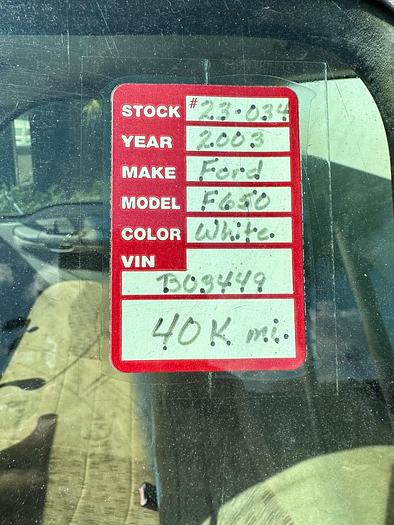 STOCK #23-034
YEAR 2003
MAKE Ford
MODEL F650
COLOR White
VIN
B03449
40K mi.